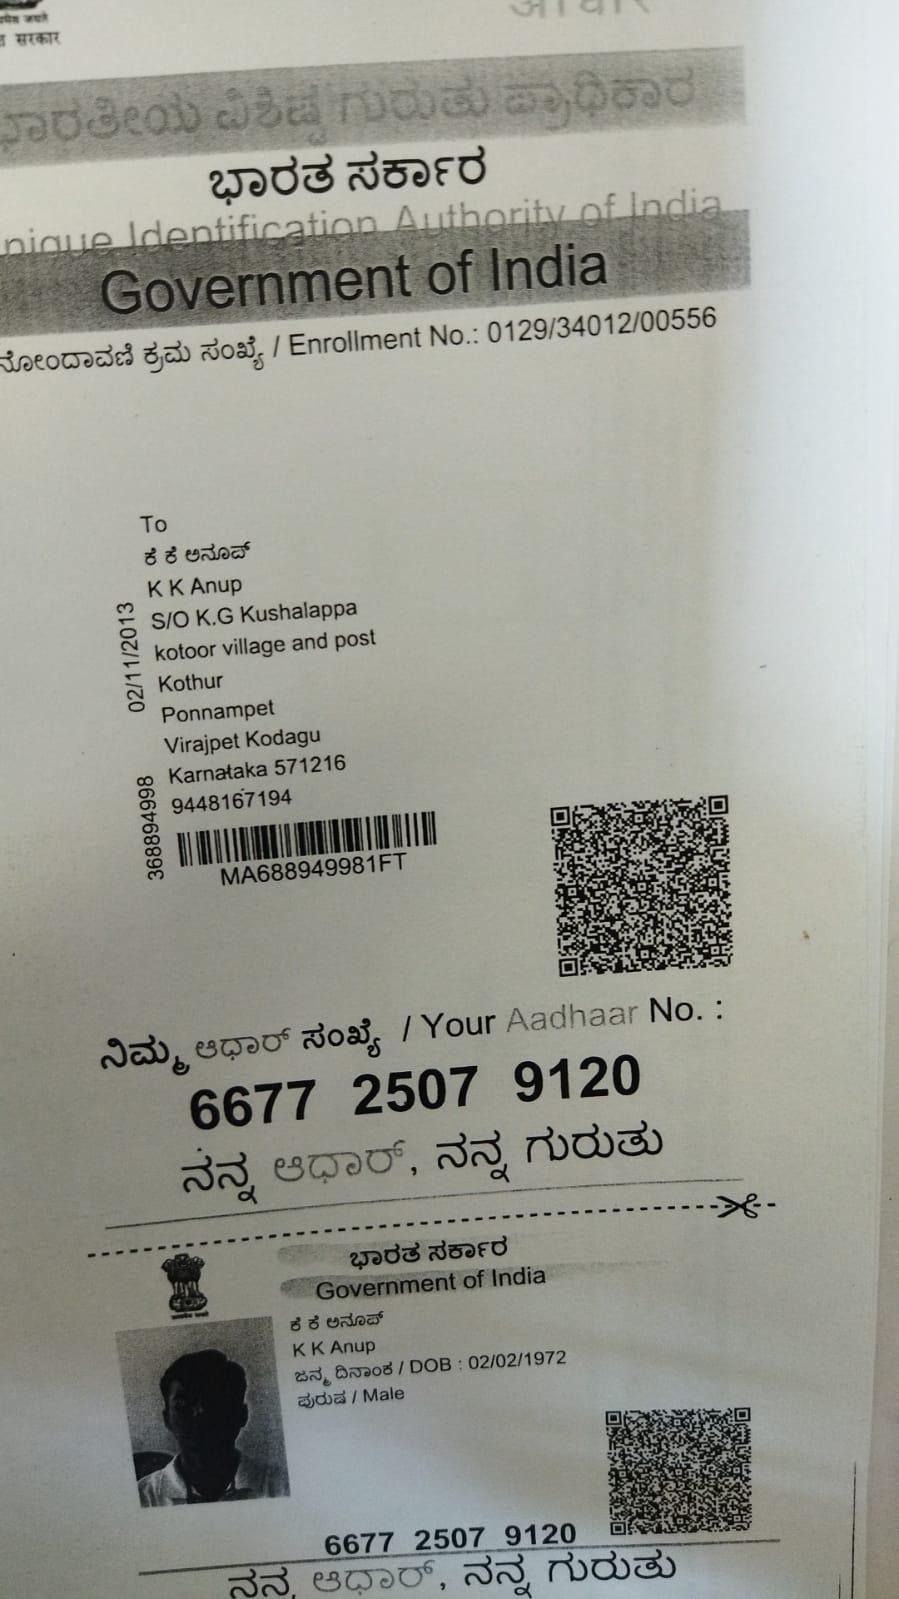 सरकार
ಭಾರತೀಯ ವಿಶಿಷ್ಟ ಗುರುತು ಪ್ರಾಧಿಕಾರ
ಭಾರತ ಸರ್ಕಾರ
nique Identification Authority of India
Government of India
ನೋಂದಾವಣಿ ಕ್ರಮ ಸಂಖ್ಯೆ / Enrollment No.: 0129/34012/00556
To
ಕೆ ಕೆ ಅನೂಪ್
K K Anup
S/O K.G Kushalappa
kotoor village and post
Kothur
Ponnampet
Virajpet Kodagu
Karnataka 571216
9448167194
02/11/2013
368894998
MA688949981FT
ನಿಮ್ಮ ಆಧಾರ್ ಸಂಖ್ಯೆ / Your Aadhaar No. :
6677 2507 9120
ನನ್ನ ಆಧಾರ್, ನನ್ನ ಗುರುತು
ಭಾರತ ಸರ್ಕಾರ
Government of India
ಕೆ ಕೆ ಅನೂಪ್
K K Anup
ಜನ್ಮ ದಿನಾಂಕ / DOB : 02/02/1972
ಪುರುಷ / Male
6677 2507 9120
ನನ್ನ ಆಧಾರ್, ನನ್ನ ಗುರುತು